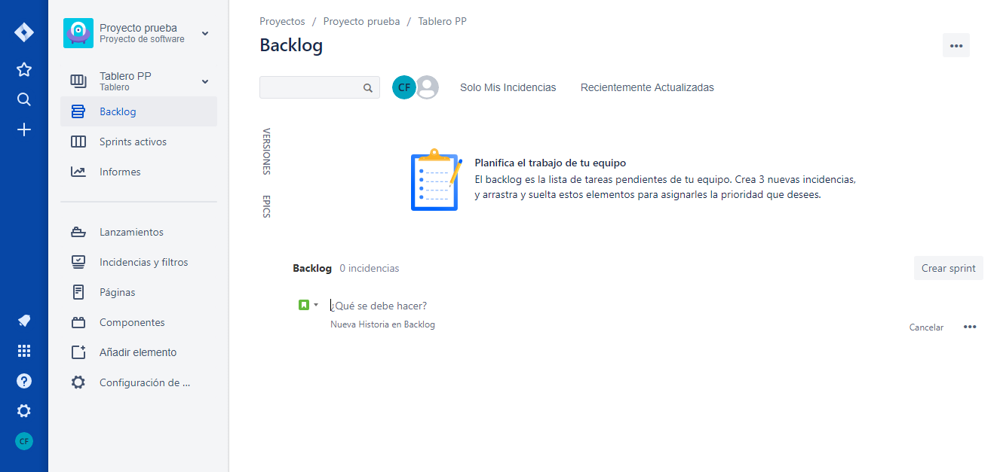 Proyecto prueba
Proyecto de software
Tablero PP
Tablero
Backlog
Sprints activos
Informes
Lanzamientos
Incidencias y filtros
Páginas
Componentes
Añadir elemento
Configuración de ...
CF
Proyectos / Proyecto prueba / Tablero PP
Backlog
CF Solo Mis Incidencias Recientemente Actualizadas
VERSIONES
EPICS
Planifica el trabajo de tu equipo
El backlog es la lista de tareas pendientes de tu equipo. Crea 3 nuevas incidencias,
y arrastra y suelta estos elementos para asignarles la prioridad que desees.
Backlog 0 incidencias Crear sprint
¿Qué se debe hacer?
Nueva Historia en Backlog
Cancelar